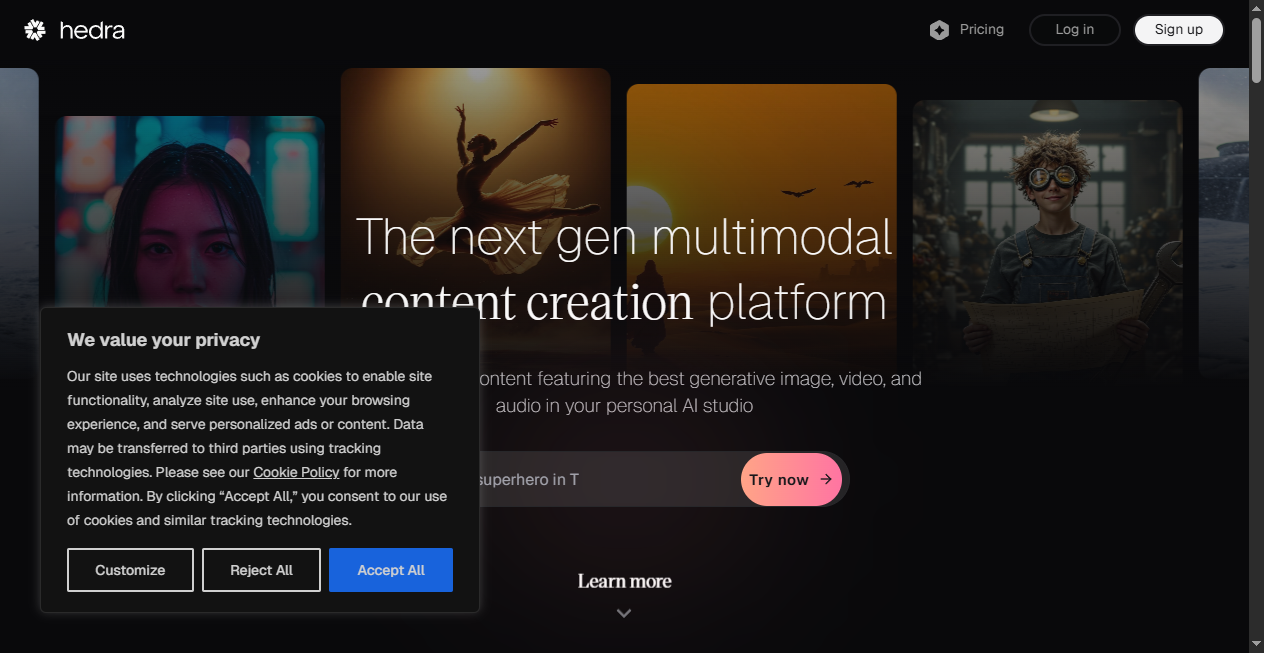 hedra
Pricing
Log in
Sign up
The next gen multimodal
content creation platform
ontent featuring the best generative image, video, and
audio in your personal AI studio
superhero in T
Try now
Learn more
We value your privacy
Our site uses technologies such as cookies to enable site
functionality, analyze site use, enhance your browsing
experience, and serve personalized ads or content. Data
may be transferred to third parties using tracking
technologies. Please see our Cookie Policy for more
information. By clicking “Accept All,” you consent to our use
of cookies and similar tracking technologies.
Customize
Reject All
Accept All